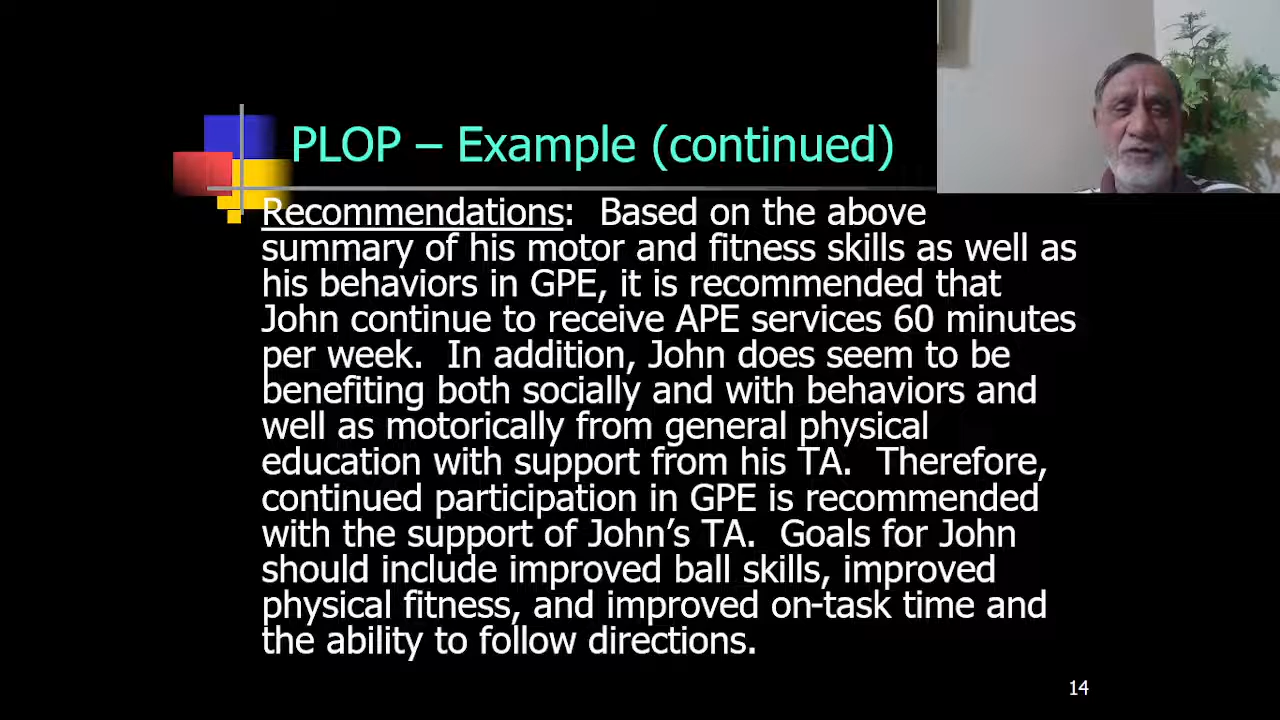 PLOP – Example (continued)
Recommendations:  Based on the above
summary of his motor and fitness skills as well as
his behaviors in GPE, it is recommended that
John continue to receive APE services 60 minutes
per week.  In addition, John does seem to be
benefiting both socially and with behaviors and
well as motorically from general physical
education with support from his TA.  Therefore,
continued participation in GPE is recommended
with the support of John’s TA.  Goals for John
should include improved ball skills, improved
physical fitness, and improved on-task time and
the ability to follow directions.
14